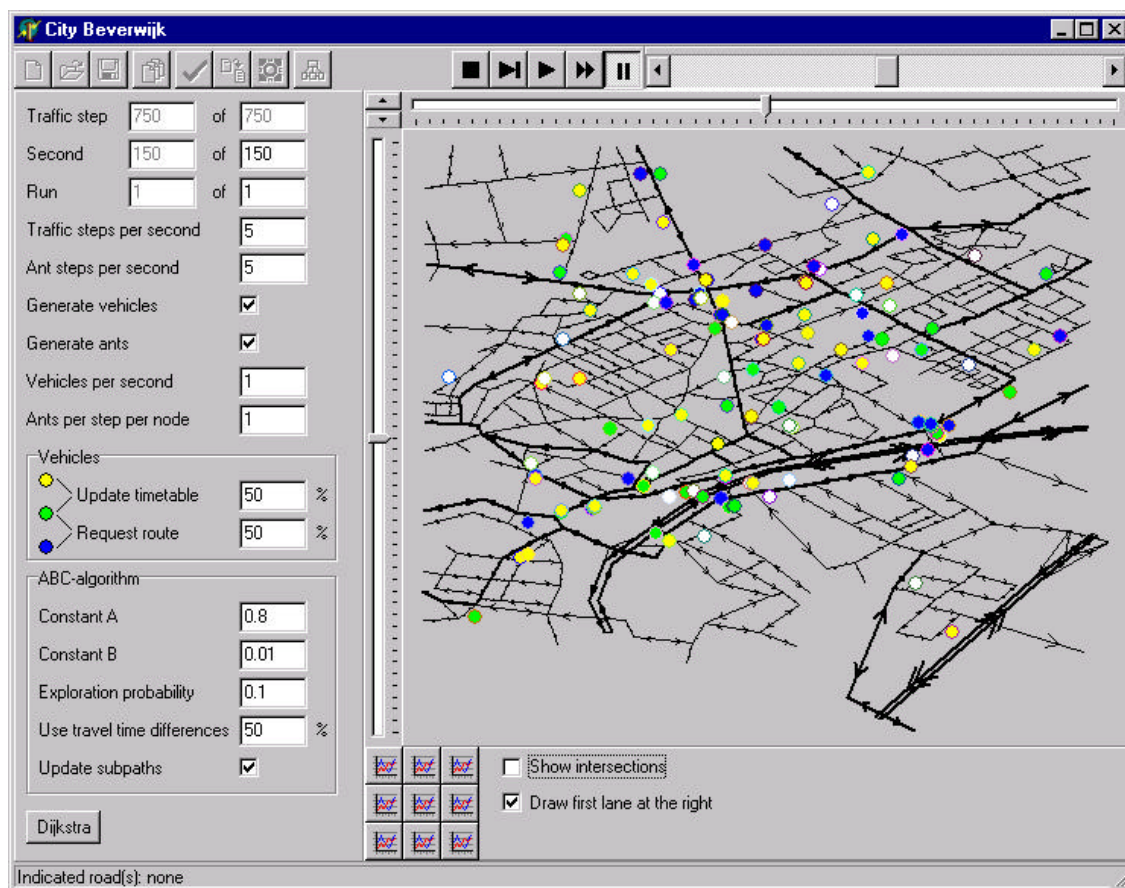 City Beverwijk
Traffic step 750 of 750
Second 150 of 150
Run 1 of 1
Traffic steps per second 5
Ant steps per second 5
Generate vehicles
Generate ants
Vehicles per second 1
Ants per step per node 1
Vehicles
Update timetable 50 %
Request route 50 %
ABC-algorithm
Constant A 0.8
Constant B 0.01
Exploration probability 0.1
Use travel time differences 50 %
Update subpaths
Show intersections
Draw first lane at the right
Dijkstra
Indicated road(s): none